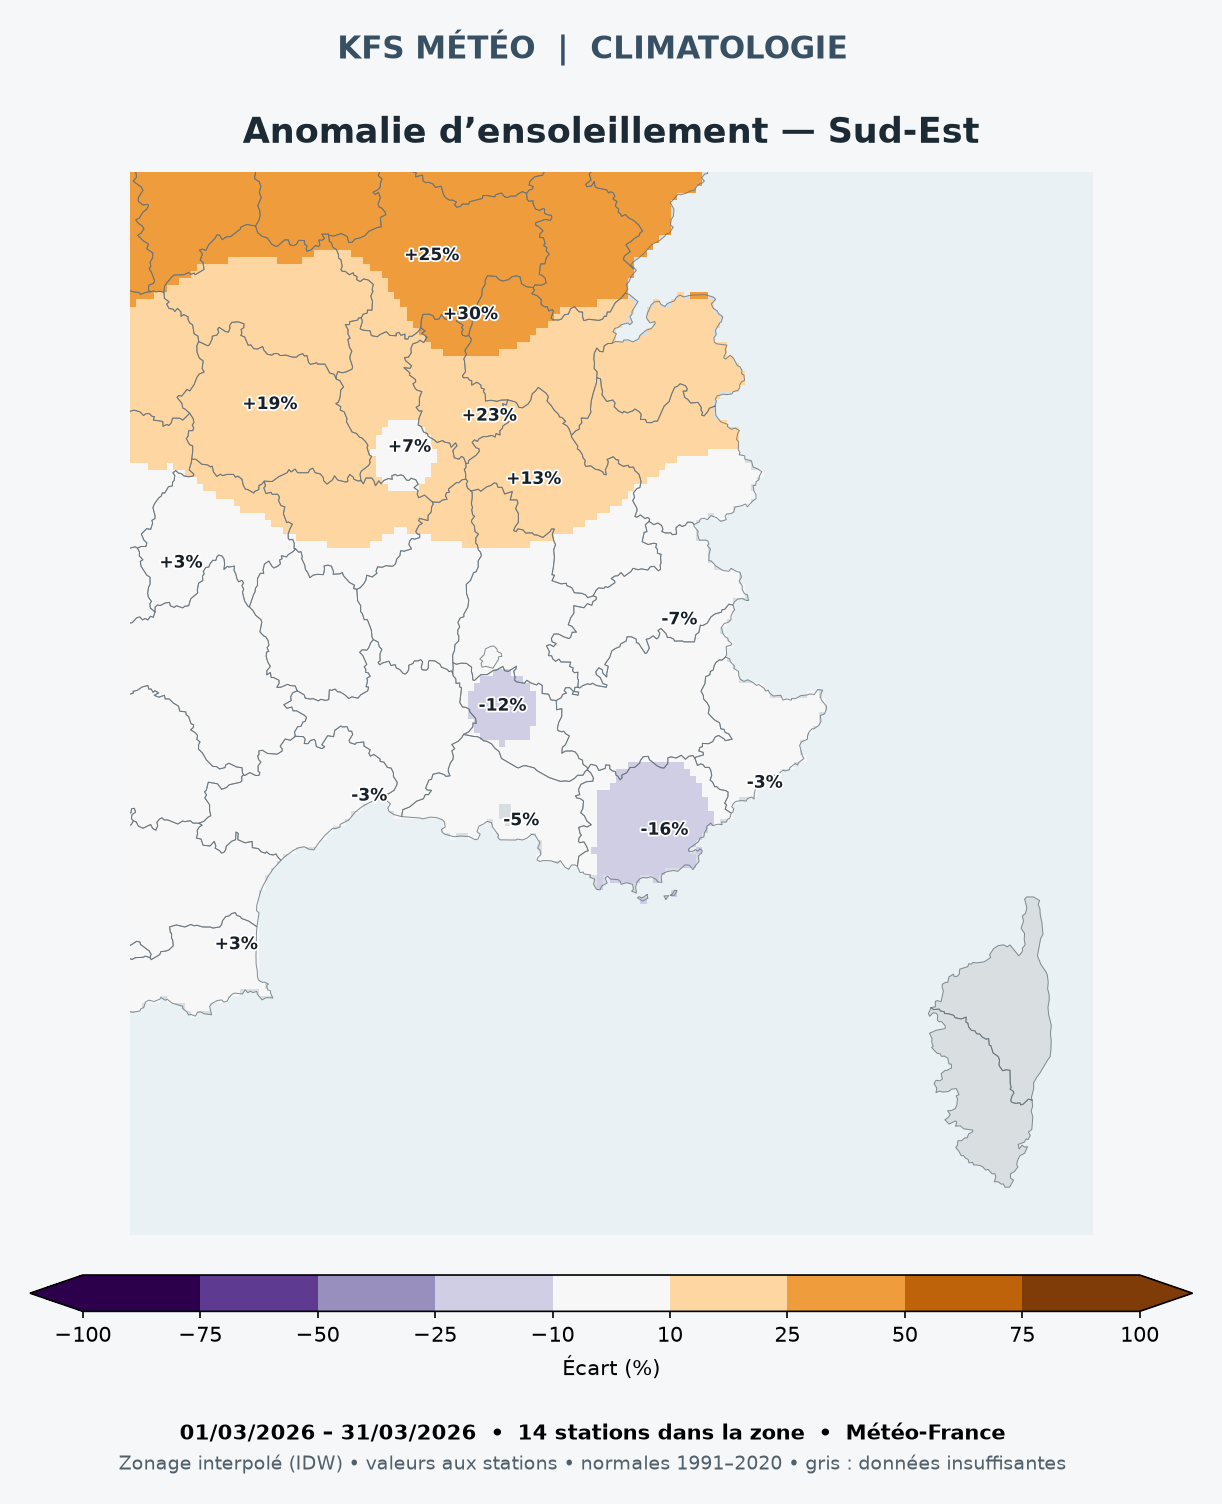 KFS MÉTÉO | CLIMATOLOGIE
Anomalie d’ensoleillement — Sud-Est
+25%
+30%
+19%
+23%
+7%
+13%
+3%
-7%
-12%
-3%
-3%
-5%
-16%
+3%
−100 −75 −50 −25 −10 10 25 50 75 100
Écart (%)
01/03/2026 – 31/03/2026 • 14 stations dans la zone • Météo-France
Zonage interpolé (IDW) • valeurs aux stations • normales 1991–2020 • gris : données insuffisantes